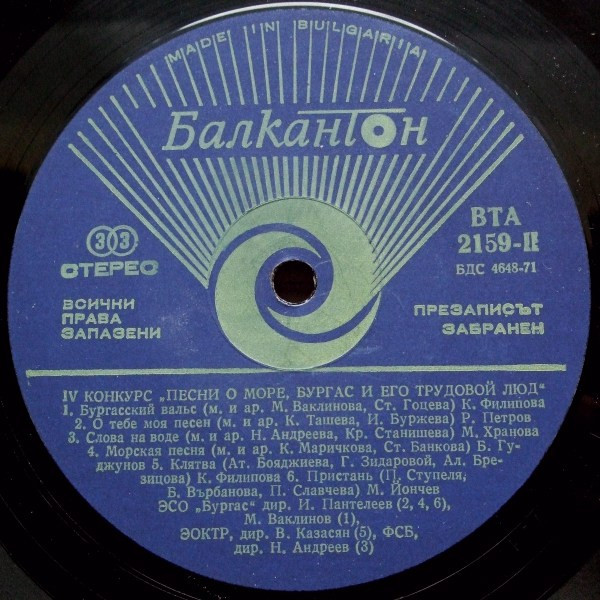 MADE IN BULGARIA
Балкантон
33
СТЕРЕО
ВТА
2159-II
БДС 4648-71
ВСИЧКИ
ПРАВА
ЗАПАЗЕНИ
ПРЕЗАПИСЪТ
ЗАБРАНЕН
IV КОНКУРС „ПЕСНИ О МОРЕ, БУРГАС И ЕГО ТРУДОВОЙ ЛЮД“
1. Бургасский вальс (м. и ар. М. Ваклинова, Ст. Гоцева) К. Филипова
2. О тебе моя песен (м. и ар. К. Ташева, И. Буржева) Р. Петров
3. Слова на воде (м. и ар. Н. Андреева, Кр. Станишева) М. Хранова
4. Морская песня (м. и ар. К. Маричкова, Ст. Банкова) Б. Гу-
джунов 5. Клятва (Ат. Бояджиева, Г. Зидаровой, Ал. Бре-
зицова) К. Филипова 6. Пристань (П. Ступеля,
Б. Върбанова, П. Славчева) М. Йончев
ЭСО „Бургас“ дир. И. Пантелеев (2, 4, 6)
М. Ваклинов (1),
ЭОКТР, дир. В. Казасян (5), ФСБ,
дир. Н. Андреев (3)